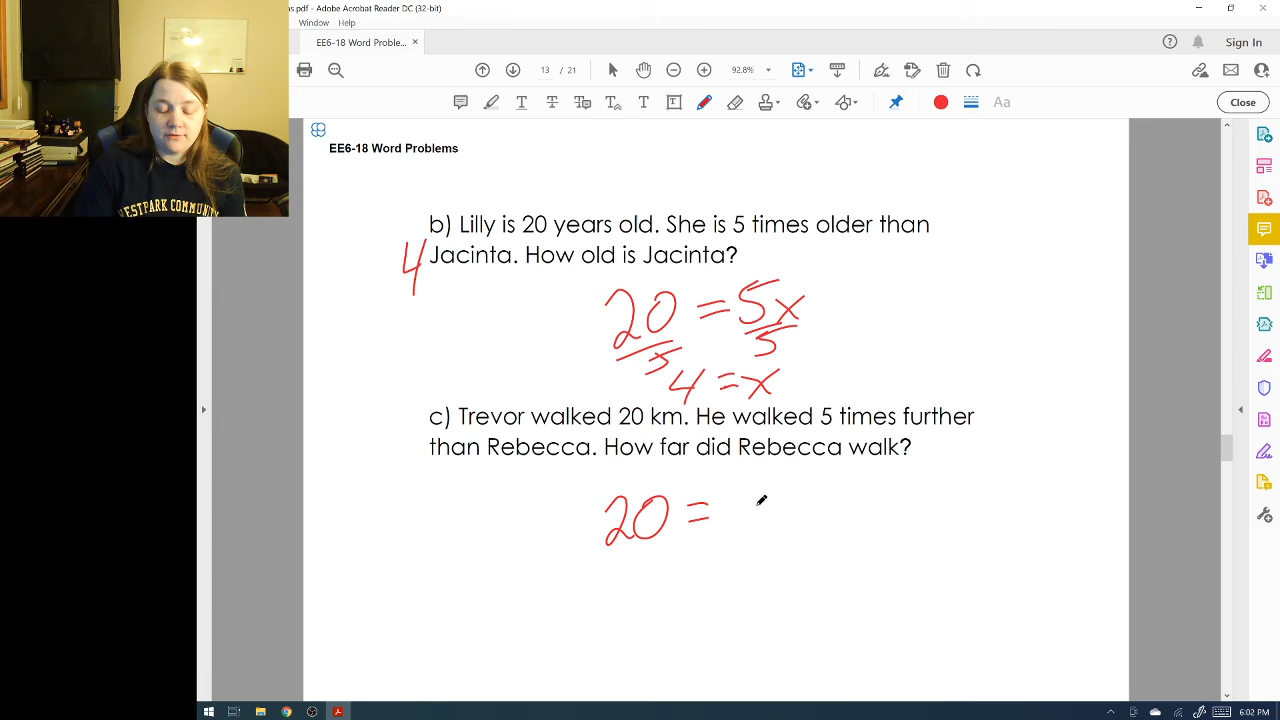 ns.pdf - Adobe Acrobat Reader DC (32-bit)
Window Help
EE6-18 Word Proble... ×
13 / 21 92.8% Sign In
Aa Close
EE6-18 Word Problems
b) Lilly is 20 years old. She is 5 times older than
4 Jacinta. How old is Jacinta?
20 = 5x
5 5
4 = x
c) Trevor walked 20 km. He walked 5 times further
than Rebecca. How far did Rebecca walk?
20 =
WESTPARK COMMUNITY
6:02 PM